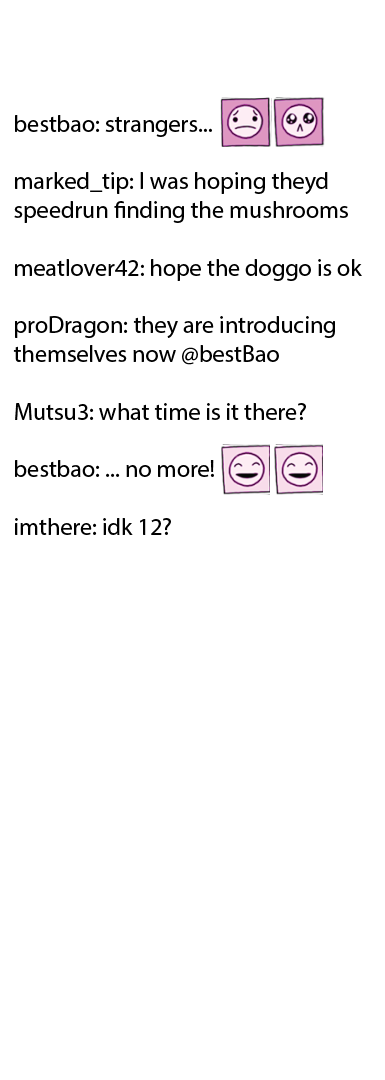 bestbao: strangers...
marked_tip: I was hoping theyd
speedrun finding the mushrooms
meatlover42: hope the doggo is ok
proDragon: they are introducing
themselves now @bestBao
Mutsu3: what time is it there?
bestbao: ... no more!
imthere: idk 12?